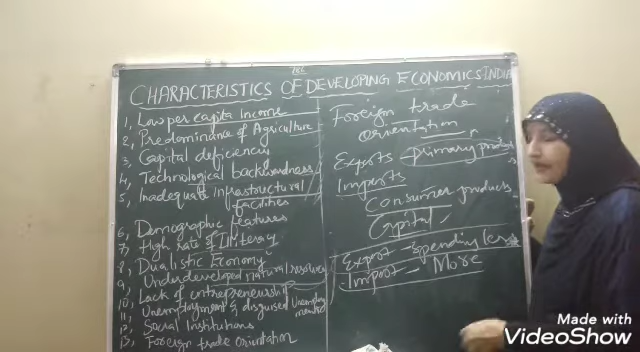 CHARACTERISTICS OF DEVELOPING ECONOMICS INDIA
1, Low per capita Income
2, Predominance of Agriculture
3, Capital deficiency
4, Technological backwardness
5, Inadequate infrastructural
facilities
6, Demographic features
7, High rate of Illiteracy
8, Dualistic Economy
9, Underdeveloped natural resources
10, Lack of entrepreneurship
11, Unemployment & disguised Unemployment
12, Social Institutions
13, Foreign trade orientation
Foreign trade
orientation
Exports primary products
Imports
Consumer products
Capital
Export - spending less
Import - More
Made with
VideoShow